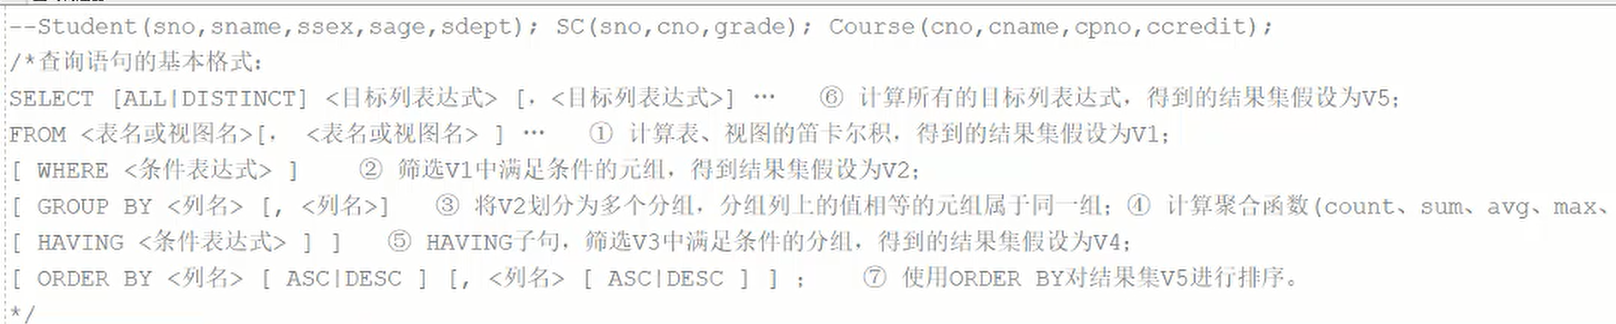 --Student(sno,sname,ssex,sage,sdept); SC(sno,cno,grade); Course(cno,cname,cpno,ccredit);
/*查询语句的基本格式:
SELECT [ALL|DISTINCT] <目标列表达式> [，<目标列表达式>] … ⑥ 计算所有的目标列表达式，得到的结果集假设为V5;
FROM <表名或视图名>[， <表名或视图名> ] … ① 计算表、视图的笛卡尔积，得到的结果集假设为V1;
[ WHERE <条件表达式> ] ② 筛选V1中满足条件的元组，得到结果集假设为V2;
[ GROUP BY <列名> [, <列名>] ③ 将V2划分为多个分组，分组列上的值相等的元组属于同一组; ④ 计算聚合函数(count、sum、avg、max、
[ HAVING <条件表达式> ] ] ⑤ HAVING子句，筛选V3中满足条件的分组，得到的结果集假设为V4;
[ ORDER BY <列名> [ ASC|DESC ] [, <列名> [ ASC|DESC ] ] ; ⑦ 使用ORDER BY对结果集V5进行排序。
*/